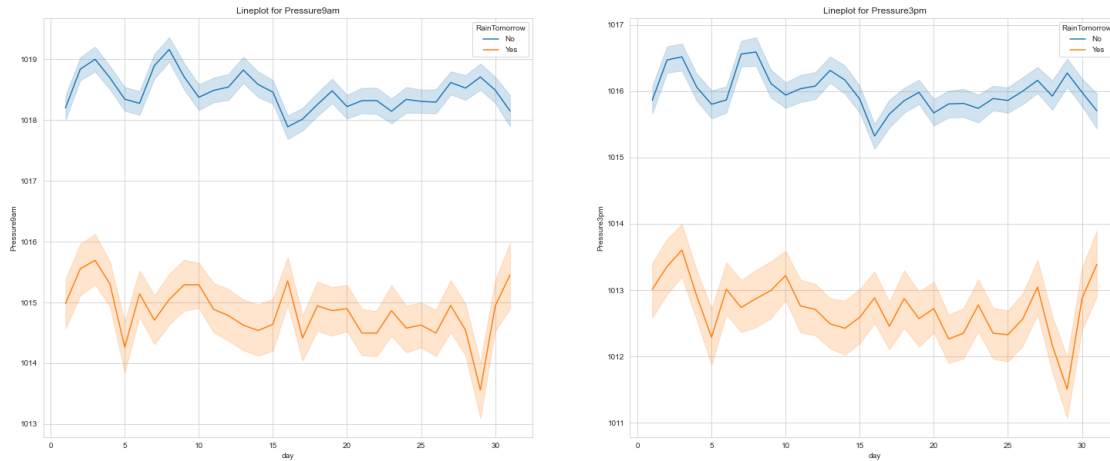 Lineplot for Pressure9am
RainTomorrow
No
Yes
1019
1018
1017
1016
1015
1014
1013
Pressure9am
0
5
10
15
20
25
30
day
Lineplot for Pressure3pm
RainTomorrow
No
Yes
1017
1016
1015
1014
1013
1012
1011
Pressure3pm
0
5
10
15
20
25
30
day